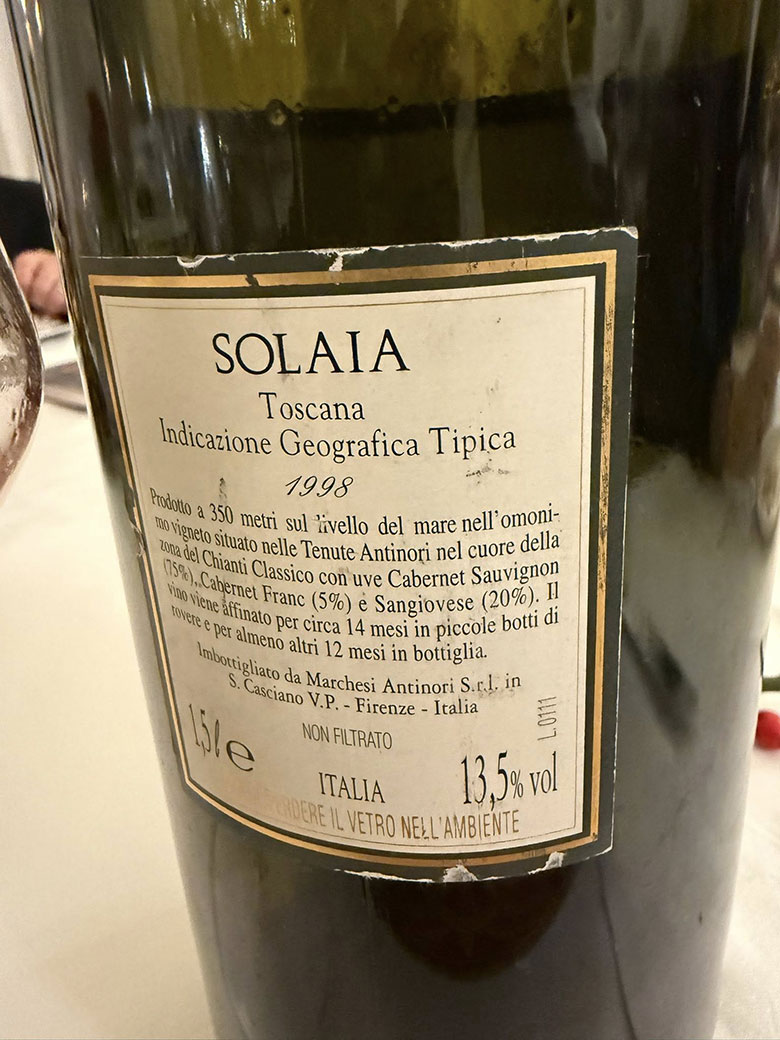 SOLAIA
Toscana
Indicazione Geografica Tipica
1998
Prodotto a 350 metri sul livello del mare nell'omoni-
mo vigneto situato nelle Tenute Antinori nel cuore della
zona del Chianti Classico con uve Cabernet Sauvignon
(75%), Cabernet Franc (5%) e Sangiovese (20%). Il
vino viene affinato per circa 14 mesi in piccole botti di
rovere e per almeno altri 12 mesi in bottiglia.
Imbottigliato da Marchesi Antinori S.r.l. in
S. Casciano V.P. - Firenze - Italia
NON FILTRATO
L.0111
1,5 l e
ITALIA
13,5% vol
IL VETRO NELL'AMBIENTE